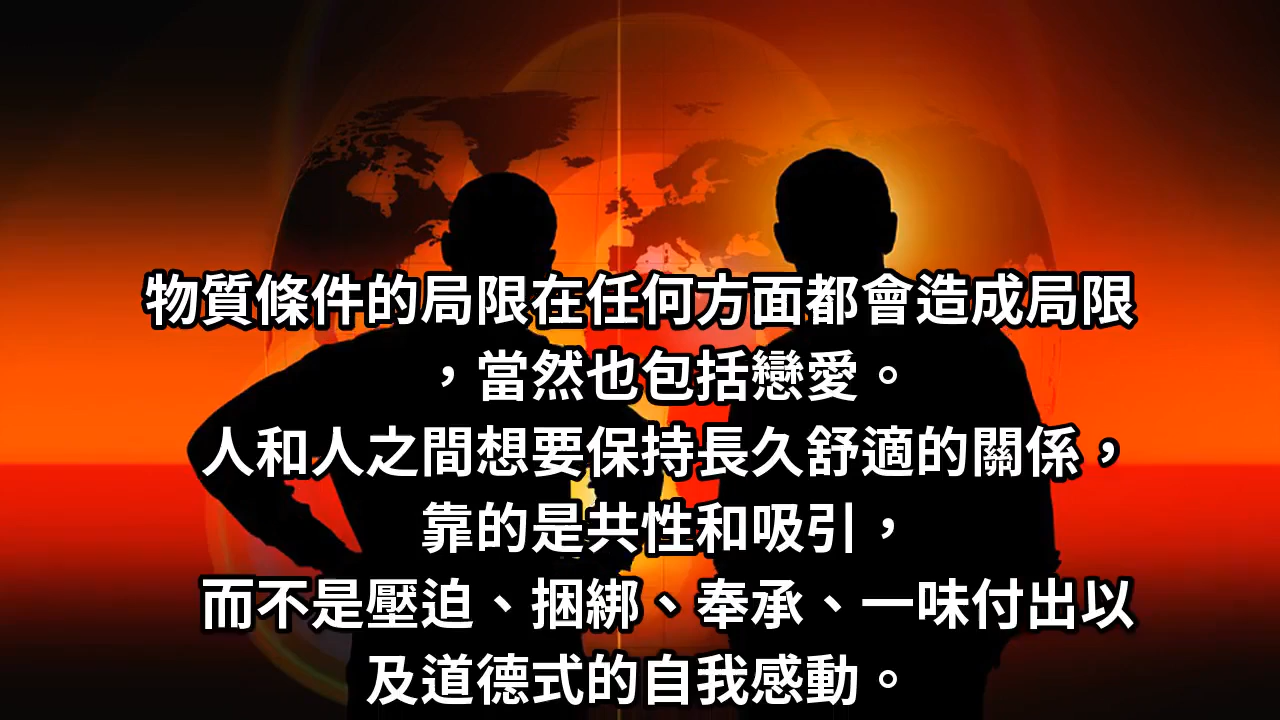 物質條件的局限在任何方面都會造成局限
，當然也包括戀愛。
人和人之間想要保持長久舒適的關係，
靠的是共性和吸引，
而不是壓迫、捆綁、奉承、一味付出以
及道德式的自我感動。